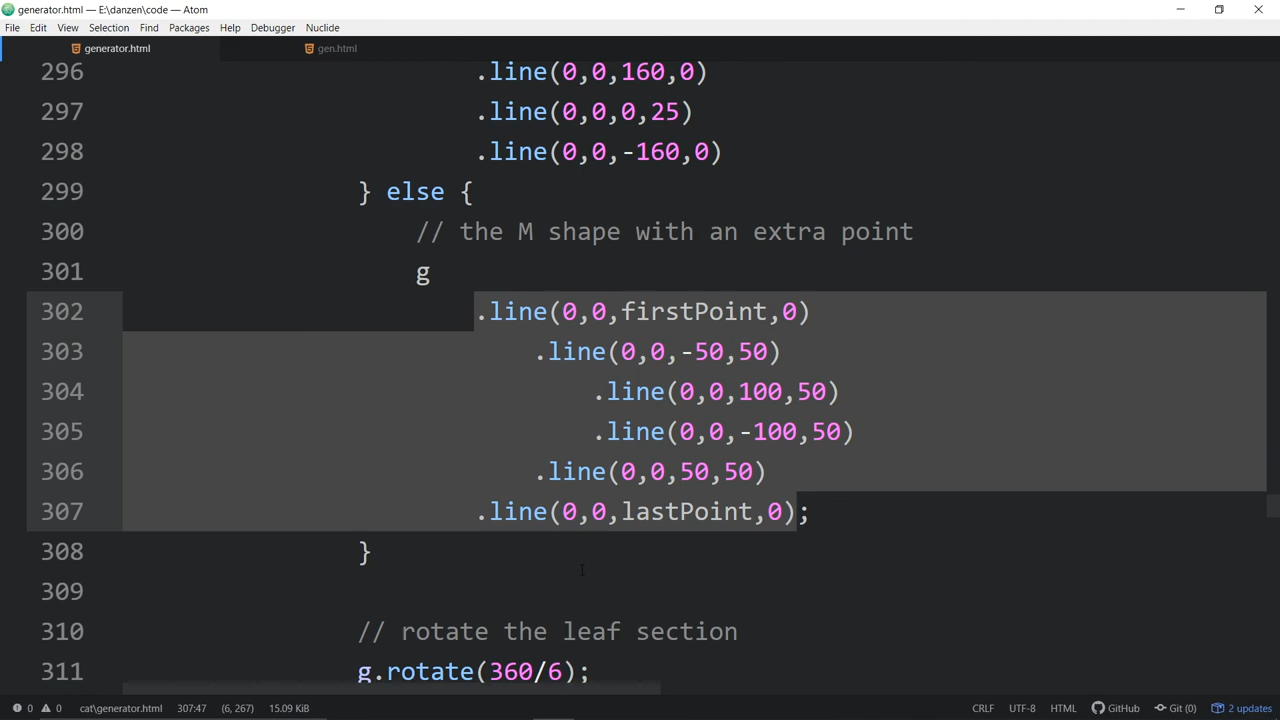 generator.html — E:\danzen\code — Atom
File Edit View Selection Find Packages Help Debugger Nuclide
generator.html gen.html
296 .line(0,0,160,0)
297 .line(0,0,0,25)
298 .line(0,0,-160,0)
299 } else {
300 // the M shape with an extra point
301 g
302 .line(0,0,firstPoint,0)
303 .line(0,0,-50,50)
304 .line(0,0,100,50)
305 .line(0,0,-100,50)
306 .line(0,0,50,50)
307 .line(0,0,lastPoint,0);
308 }
309
310 // rotate the leaf section
311 g.rotate(360/6);
0 0 cat\generator.html 307:47 (6, 267) 15.09 KiB CRLF UTF-8 HTML GitHub Git (0) 2 updates